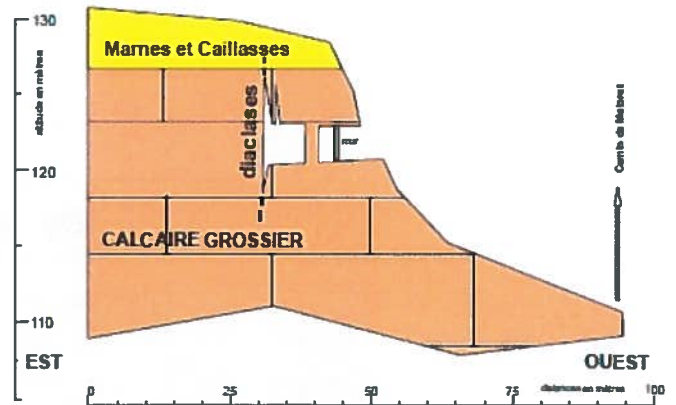 130
altitude en mètres
Marnes et Caillasses
diaclases
mur
120
CALCAIRE GROSSIER
110
EST
OUEST
0
25
50
75
distances en mètres
100